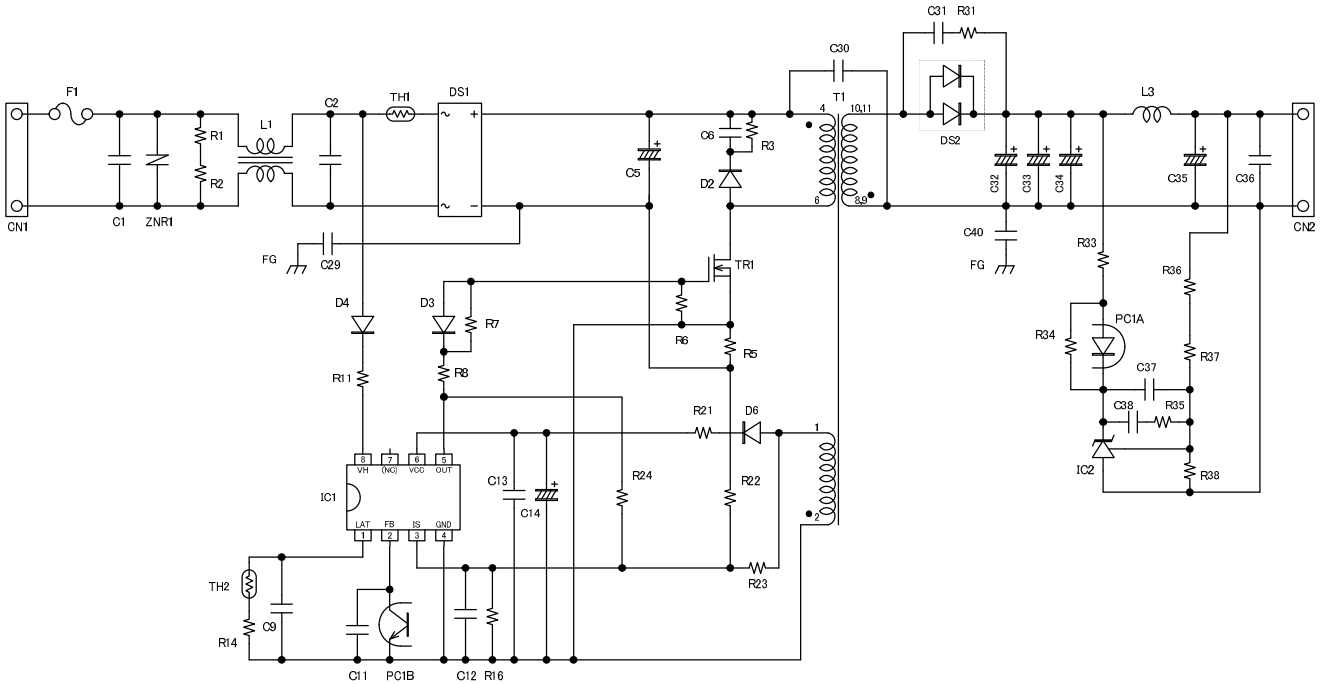 C31 R31
C30
F1
C2
TH1
DS1
T1
L3
4
10,11
R1
L1
C6
R3
DS2
+
−
~
~
+
C5
R2
D2
+
C32
+
C33
+
C34
+
C35
C36
6
8,9
CN1
C1
ZNR1
CN2
C40
FG
C29
TR1
FG
R33
R36
D4
D3
R7
R6
PC1A
R34
R5
R37
R11
R8
C37
C38
R35
R21
D6
1
IC2
R38
8
7
6
5
VH
(NC)
VCC
OUT
IC1
C13
+
C14
R24
R22
2
LAT
FB
IS
GND
1
2
3
4
TH2
R23
C9
R14
C11
PC1B
C12
R16